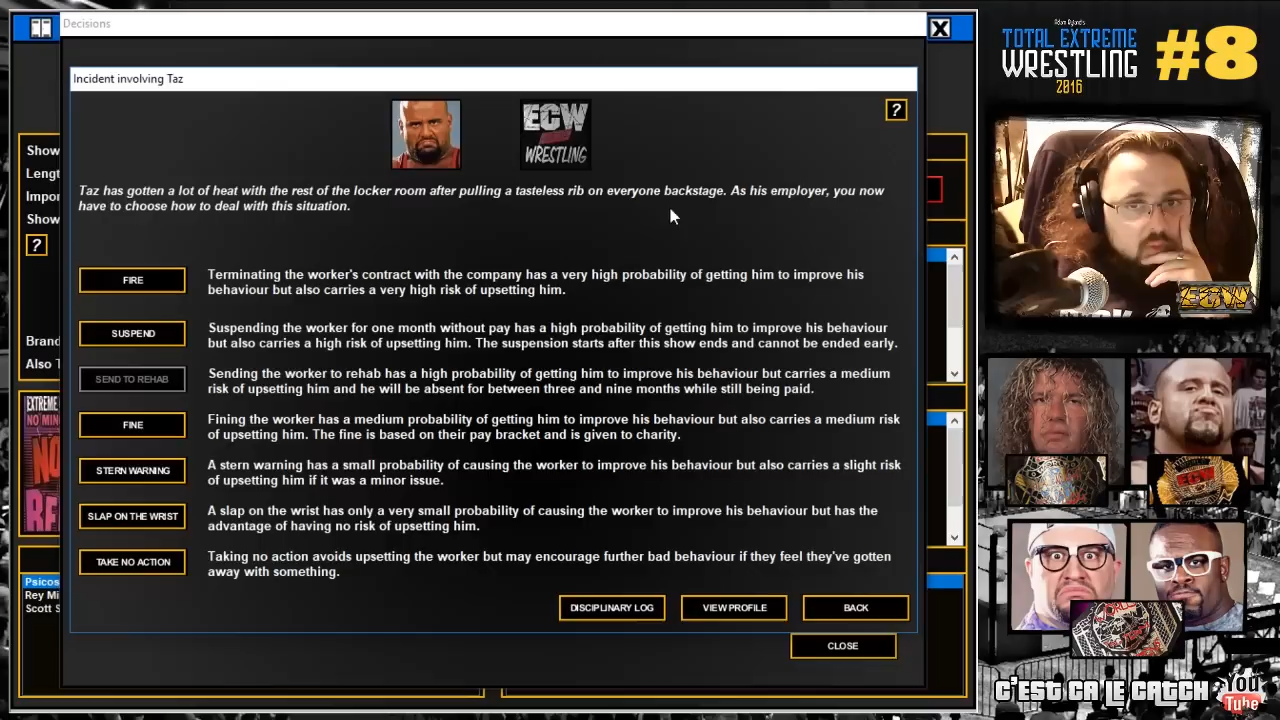 Decisions
Adam Ryland's
TOTAL EXTREME
WRESTLING
2016
#8
Incident involving Taz
?
ECW
WRESTLING
Show
Length
Impor
Show
?
Taz has gotten a lot of heat with the rest of the locker room after pulling a tasteless rib on everyone backstage. As his employer, you now
have to choose how to deal with this situation.
FIRE
Terminating the worker's contract with the company has a very high probability of getting him to improve his
behaviour but also carries a very high risk of upsetting him.
SUSPEND
Suspending the worker for one month without pay has a high probability of getting him to improve his behaviour
but also carries a high risk of upsetting him. The suspension starts after this show ends and cannot be ended early.
Brand
Also T
SEND TO REHAB
Sending the worker to rehab has a high probability of getting him to improve his behaviour but carries a medium
risk of upsetting him and he will be absent for between three and nine months while still being paid.
EXTREME
NO MIN
NO
RE
FINE
Fining the worker has a medium probability of getting him to improve his behaviour but also carries a medium risk
of upsetting him. The fine is based on their pay bracket and is given to charity.
STERN WARNING
A stern warning has a small probability of causing the worker to improve his behaviour but also carries a slight risk
of upsetting him if it was a minor issue.
SLAP ON THE WRIST
A slap on the wrist has only a very small probability of causing the worker to improve his behaviour but has the
advantage of having no risk of upsetting him.
TAKE NO ACTION
Taking no action avoids upsetting the worker but may encourage further bad behaviour if they feel they've gotten
away with something.
Psicos
Rey Mi
Scott S
DISCIPLINARY LOG
VIEW PROFILE
BACK
CLOSE
ECW
ECW
C'EST CA LE CATCH
You
Tube